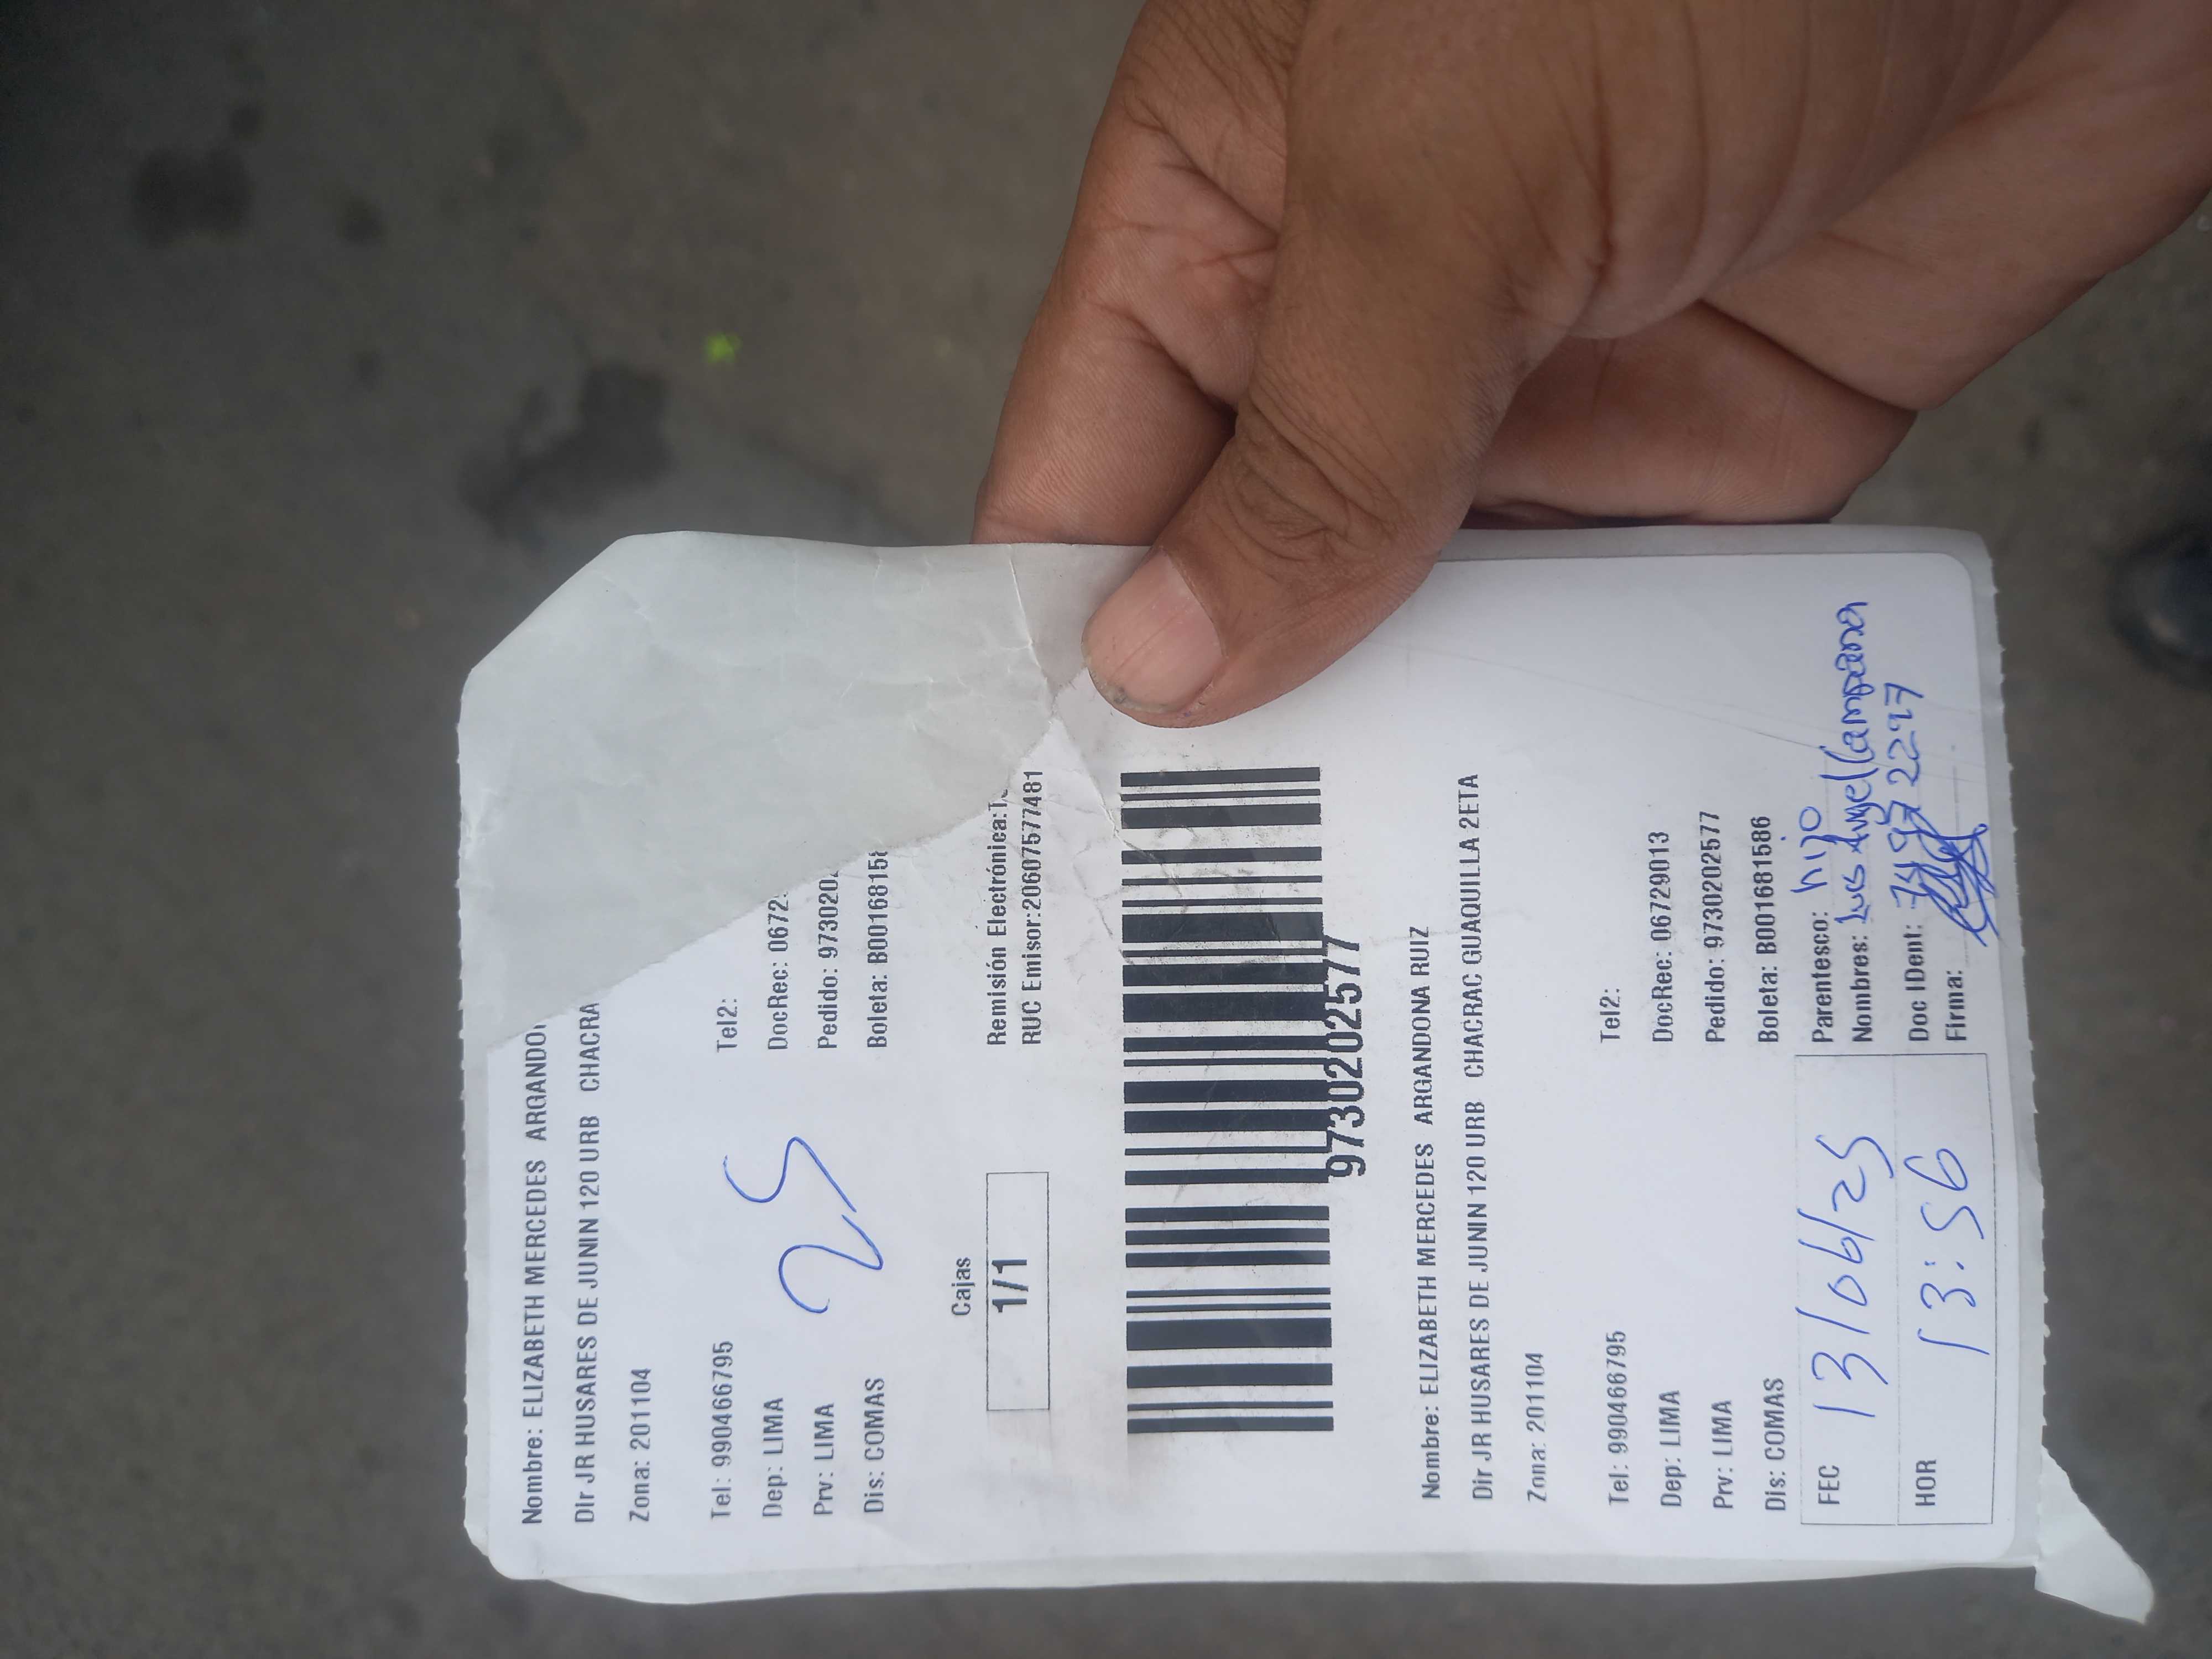 Nombre: ELIZABETH MERCEDES ARGANDO
DIr JR HUSARES DE JUNIN 120 URB CHACRA
Zona: 201104
Tel: 990466795 Tel2:
Dep: LIMA DocRec: 0672
Prv: LIMA Pedido: 973020
Dis: COMAS Boleta: B00168158
25
Cajas
1/1
Remisión Electrónica:
RUC Emisor:20607577481
9730202577
Nombre: ELIZABETH MERCEDES ARGANDONA RUIZ
DIr JR HUSARES DE JUNIN 120 URB CHACRAC GUAQUILLA 2ETA
Zona: 201104
Tel: 990466795 Tel2:
Dep: LIMA DocRec: 06729013
Prv: LIMA Pedido: 9730202577
Dis: COMAS Boleta: B001681586
FEC 13/06/25 Parentesco: hijo
Nombres: Luis Angel Campana
HOR 13:56 Doc IDent: 2297
Firma: